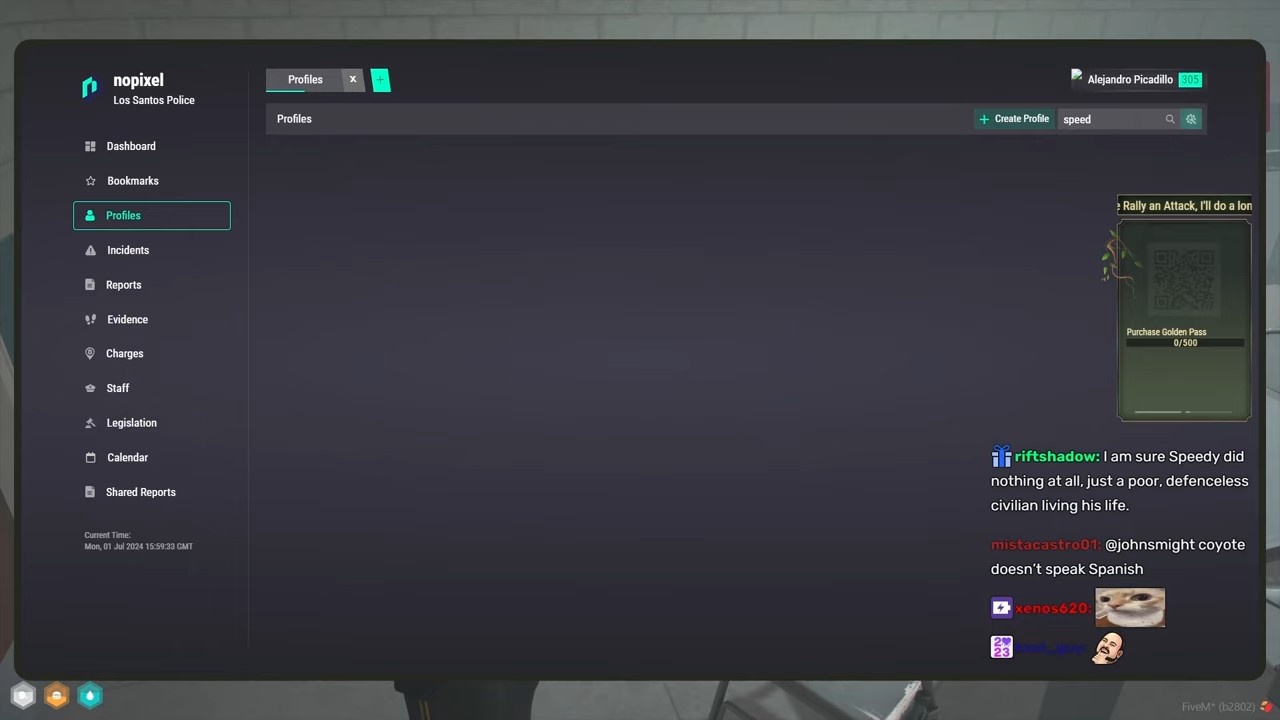 nopixel
Los Santos Police
Dashboard
Bookmarks
Profiles
Incidents
Reports
Evidence
Charges
Staff
Legislation
Calendar
Shared Reports
Current Time:
Mon, 01 Jul 2024 15:59:33 GMT
Profiles x +
Alejandro Picadillo 305
Profiles
+ Create Profile
speed
Rally an Attack, I'll do a lon
Purchase Golden Pass
0/500
riftshadow: I am sure Speedy did
nothing at all, just a poor, defenceless
civilian living his life.
mistacastro01: @johnsmight coyote
doesn't speak Spanish
xenos620:
2023
FiveM* (b2802)